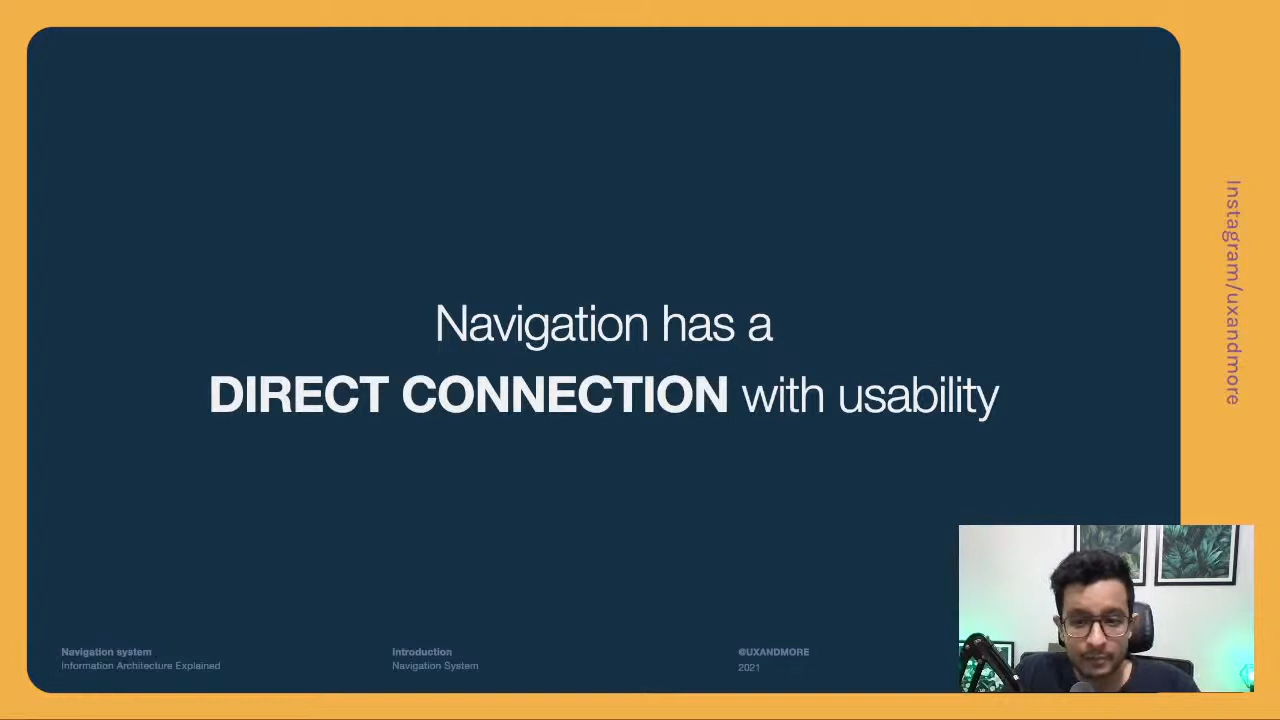 Navigation has a
DIRECT CONNECTION with usability
Instagram/uxandmore
Navigation system
Information Architecture Explained
Introduction
Navigation System
@UXANDMORE
2021